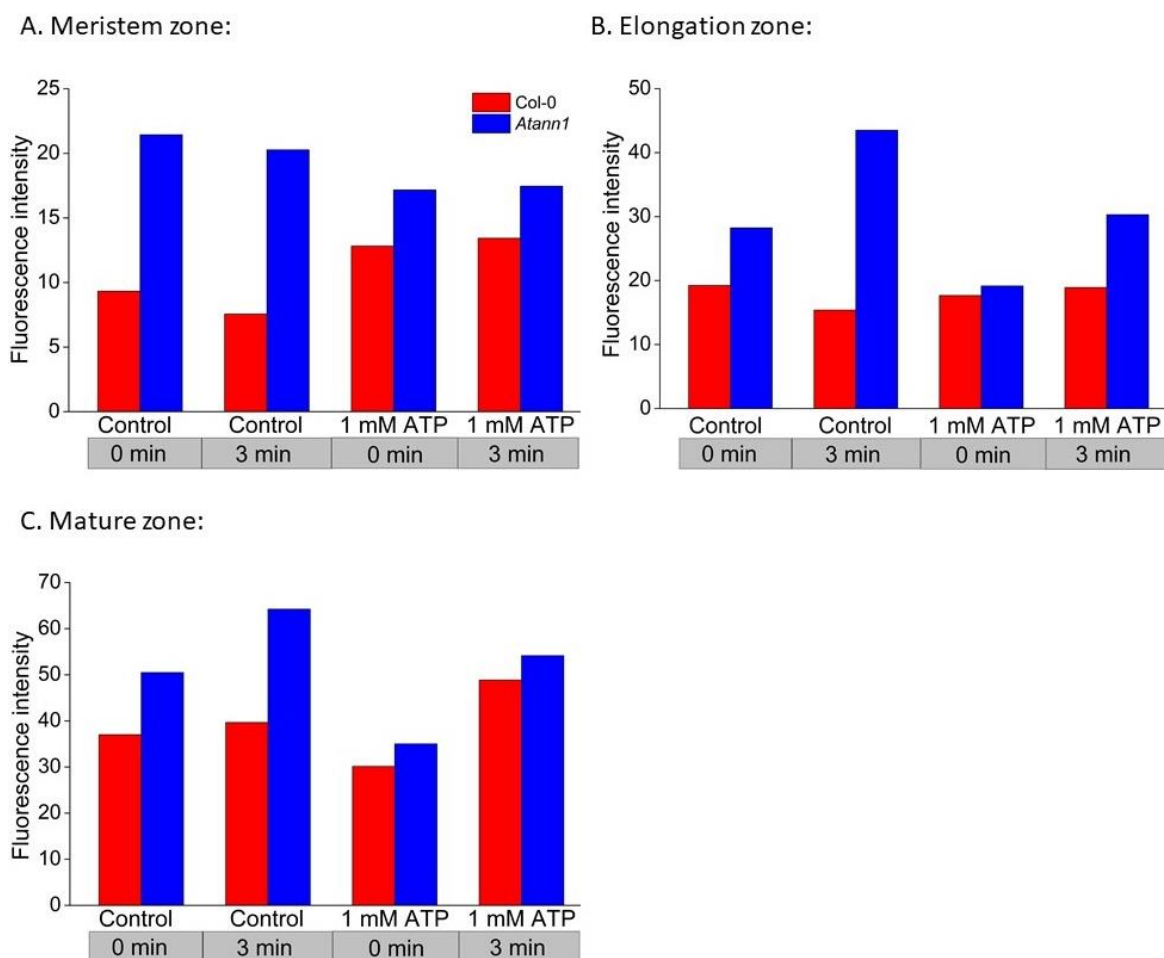 A. Meristem zone:
Fluorescence intensity
25
20
15
10
5
0
Col-0
Atann1
Control Control 1 mM ATP 1 mM ATP
0 min 3 min 0 min 3 min
B. Elongation zone:
Fluorescence intensity
50
40
30
20
10
0
Control Control 1 mM ATP 1 mM ATP
0 min 3 min 0 min 3 min
C. Mature zone:
Fluorescence intensity
70
60
50
40
30
20
10
0
Control Control 1 mM ATP 1 mM ATP
0 min 3 min 0 min 3 min